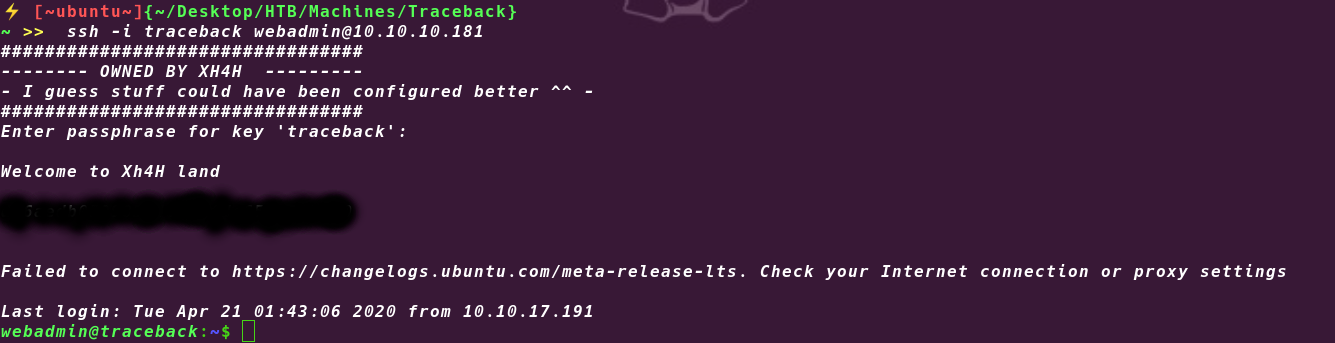 ⚡ [~ubuntu~]{~/Desktop/HTB/Machines/Traceback}
~ >>  ssh -i traceback webadmin@10.10.10.181
#################################
-------- OWNED BY XH4H  ---------
- I guess stuff could have been configured better ^^ -
#################################
Enter passphrase for key 'traceback':
Welcome to Xh4H land
Failed to connect to https://changelogs.ubuntu.com/meta-release-lts. Check your Internet connection or proxy settings
Last login: Tue Apr 21 01:43:06 2020 from 10.10.17.191
webadmin@traceback:~$